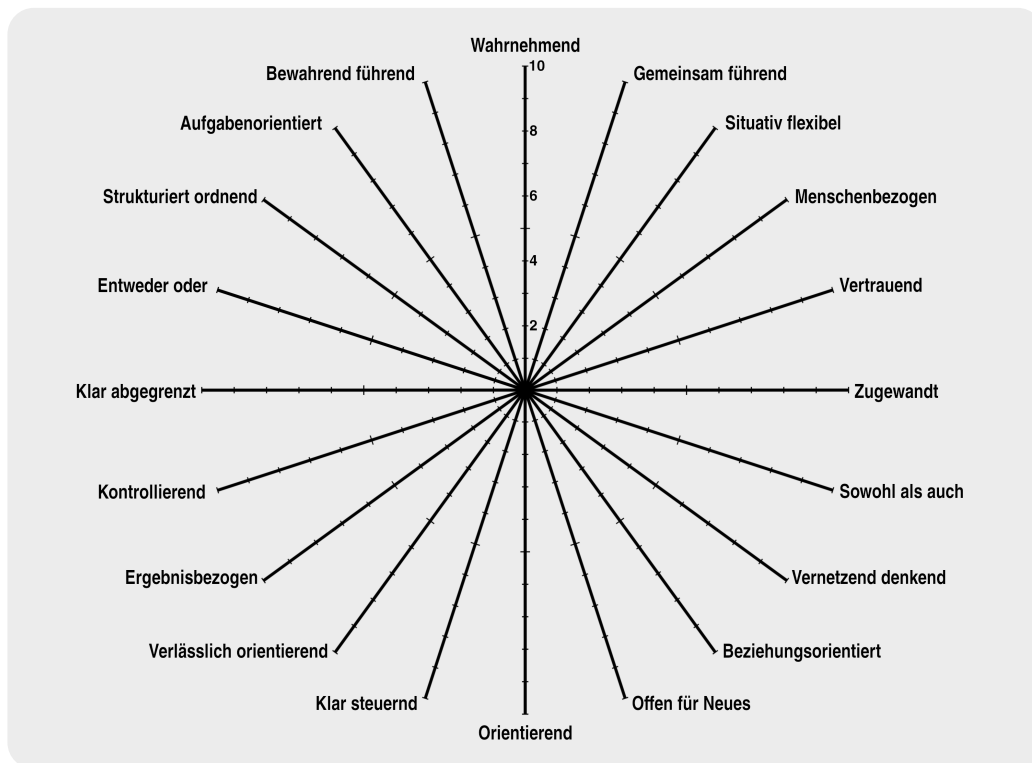 Wahrnehmend
10
Bewahrend führend
Gemeinsam führend
Aufgabenorientiert
Situativ flexibel
8
Strukturiert ordnend
6
Menschenbezogen
4
Entweder oder
Vertrauend
2
Klar abgegrenzt
Zugewandt
Kontrollierend
Sowohl als auch
Ergebnisbezogen
Vernetzend denkend
Verlässlich orientierend
Beziehungsorientiert
Klar steuernd
Offen für Neues
Orientierend